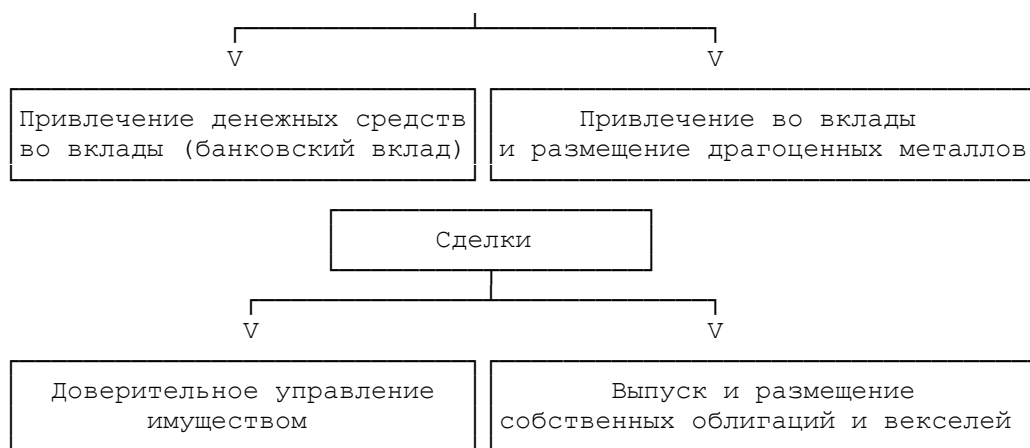 V V
Привлечение денежных средств
во вклады (банковский вклад)
Привлечение во вклады
и размещение драгоценных металлов
Сделки
V V
Доверительное управление
имуществом
Выпуск и размещение
собственных облигаций и векселей